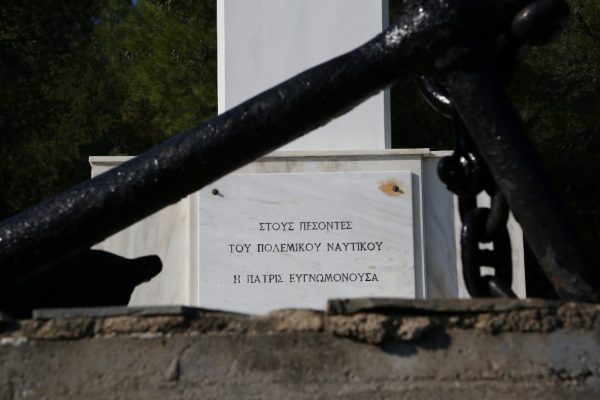 ΣΤΟΥΣ ΠΕΣΟΝΤΕΣ
ΤΟΥ ΠΟΛΕΜΙΚΟΥ ΝΑΥΤΙΚΟΥ
Η ΠΑΤΡΙΣ ΕΥΓΝΩΜΟΝΟΥΣΑ